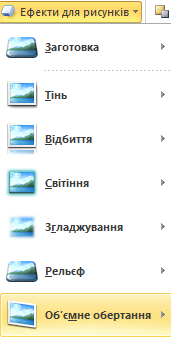 Ефекти для рисунків
Заготовка
Тінь
Відбиття
Світіння
Згладжування
Рельєф
Об'ємне обертання